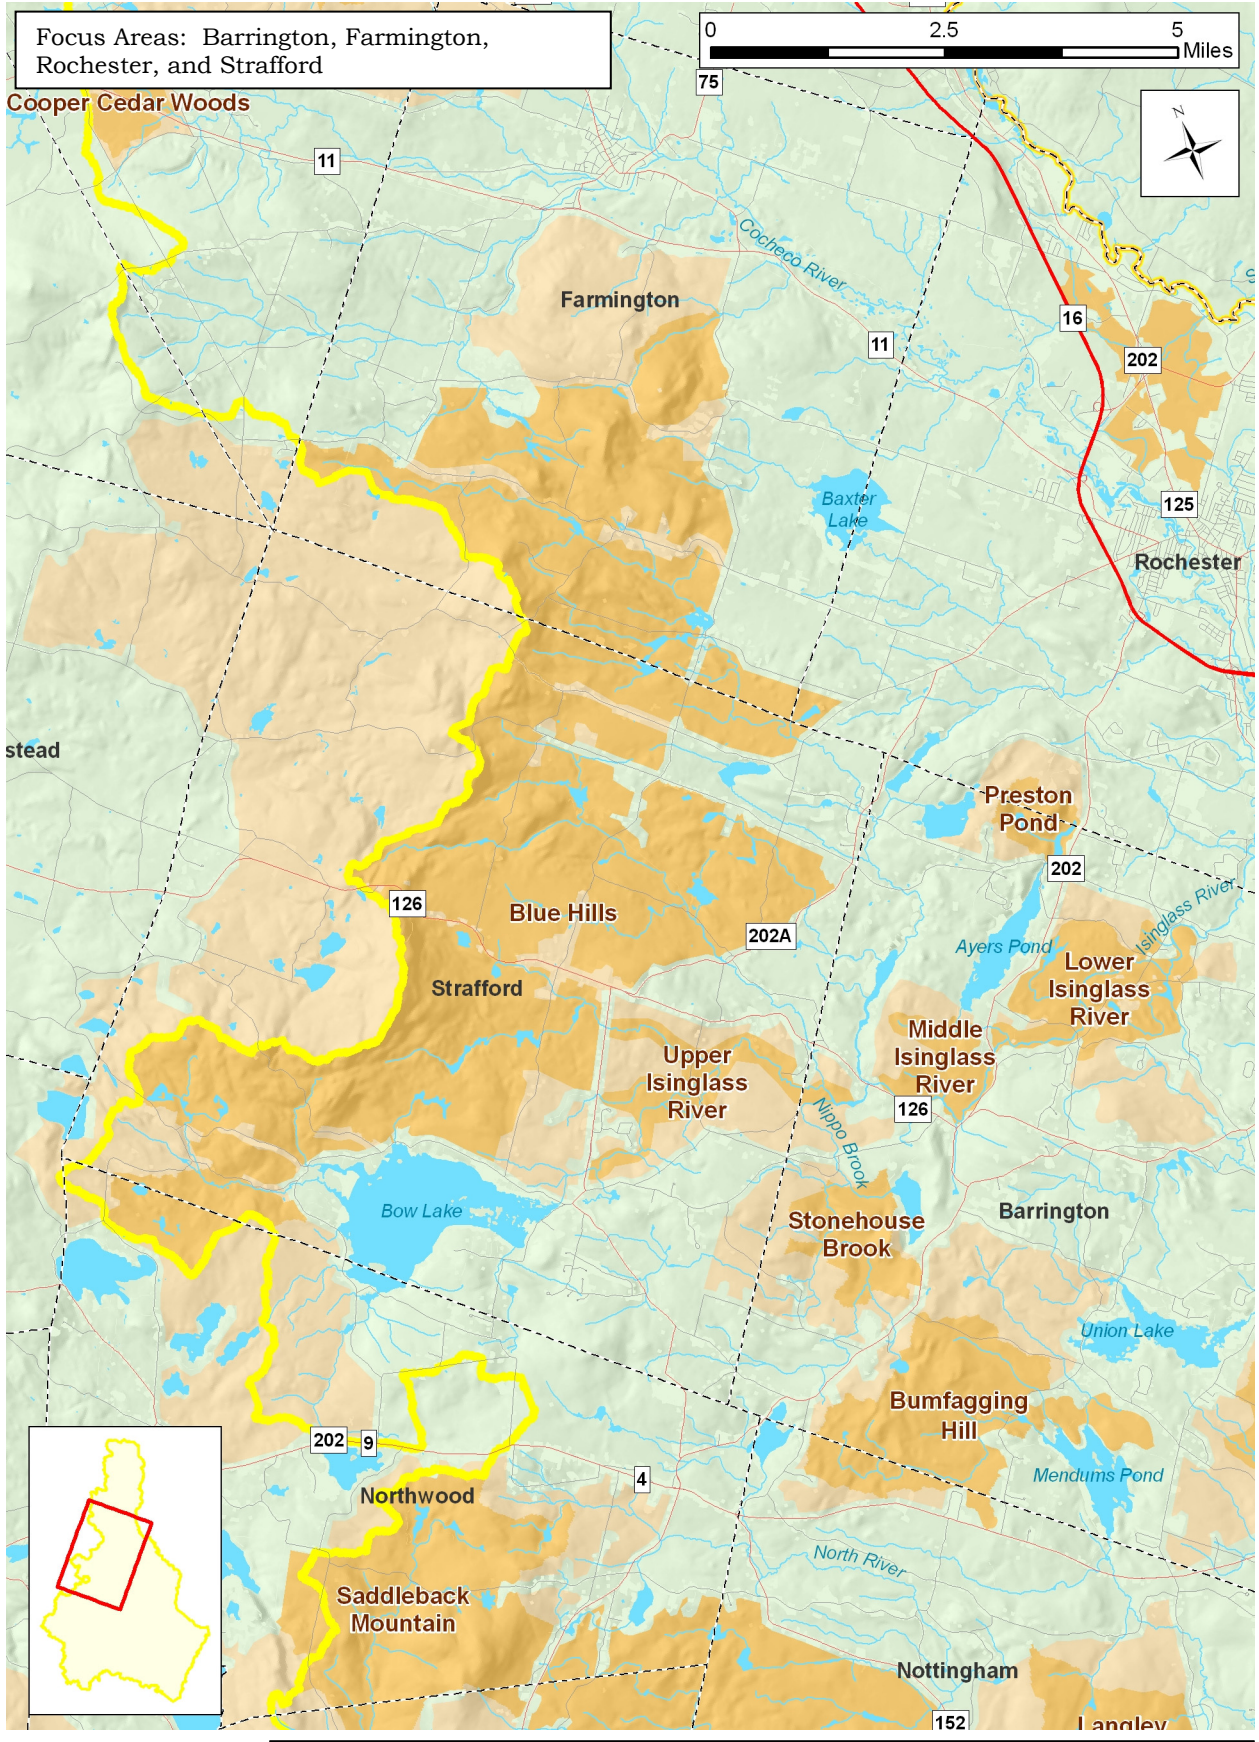 Focus Areas: Barrington, Farmington,
Rochester, and Strafford
0 2.5 5
Miles
75
Cooper Cedar Woods
N
11
Cocheco River
Farmington
16
11
202
Baxter
Lake
125
Rochester
stead
Preston
Pond
202
126
Blue Hills
202A
Isinglass River
Ayers Pond
Strafford
Lower
Isinglass
River
Middle
Isinglass
River
Upper
Isinglass
River
126
Nippo Brook
Bow Lake
Barrington
Stonehouse
Brook
Union Lake
Bumfagging
Hill
202
9
4
Mendums Pond
Northwood
North River
Saddleback
Mountain
Nottingham
152
Langley